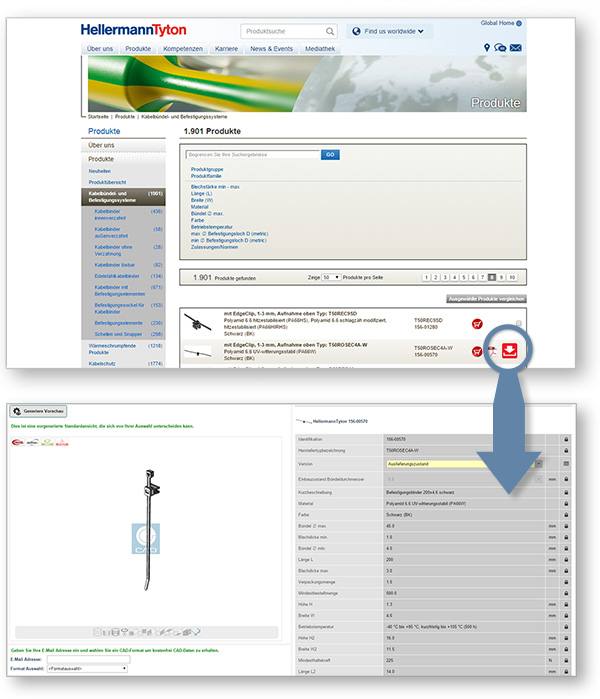 HellermannTyton
Produktsuche
Find us worldwide
Global Home
Über uns Produkte Kompetenzen Karriere News & Events Mediathek
Produkte
Startseite | Produkte | Kabelbündel- und Befestigungssysteme
Produkte
Über uns
Produkte
Neuheiten
Produktübersicht
Kabelbündel- und (1901)
Befestigungssysteme
Kabelbinder (439)
innenverzahnt
Kabelbinder (58)
außenverzahnt
Kabelbinder ohne (28)
Verzahnung
Kabelbinder lösbar (82)
Edelstahlkabelbinder (134)
Kabelbinder mit (671)
Befestigungselementen
Befestigungssockel für (153)
Kabelbinder
Befestigungselemente (230)
Schellen und Snapper (298)
Wärmeschrumpfende (1218)
Produkte
Kabelschutz (1774)
1.901 Produkte
Begrenzen Sie Ihre Suchergebnisse GO
Produktgruppe
Produktfamilie
Blechstärke min - max
Länge (L)
Breite (W)
Material
Bündel ∅ max.
Farbe
Betriebstemperatur
max ∅ Befestigungsloch D (metric)
min ∅ Befestigungsloch D (metric)
Zulassungen/Normen
1.901 Produkte gefunden Zeige 50 Produkte pro Seite 1 2 3 4 5 6 7 8 9 10
Ausgewählte Produkte vergleichen
mit EdgeClip, 1-3 mm, Aufnahme oben Typ: T50REC95D
Polyamid 6.6 hitzestabilisiert (PA66HS), Polyamid 6.6 schlagzäh modifiziert, T50REC95D
hitzestabilisiert (PA66HIRHS) 156-01280
Schwarz (BK)
mit EdgeClip, 1-3 mm, Aufnahme oben Typ: T50ROSEC4A-W
Polyamid 6.6 UV-witterungsstabil (PA66W) T50ROSEC4A-W
Schwarz (BK) 156-00570
Generiere Vorschau
Dies ist eine vorgenerierte Standardansicht, die sich von Ihrer Auswahl unterscheiden kann.
CAD
Geben Sie Ihre E-Mail Adresse ein und wählen Sie ein CAD-Format um kostenfrei CAD-Daten zu erhalten.
E-Mail Adresse:
Format Auswahl: <Formatauswahl>
HellermannTyton 156-00570
Identifikation 156-00570
Herstellertypbezeichnung T50ROSEC4A-W
Version Auslieferungszustand
Einbauzustand Bündeldurchmesser mm
Kurzbeschreibung Befestigungsbinder 200x4.6 schwarz
Material Polyamid 6.6 UV-witterungsstabil (PA66W)
Farbe Schwarz (BK)
Bündel ∅ max 45.0 mm
Blechdicke min 1.0 mm
Bündel ∅ min. 4.0 mm
Länge L 200 mm
Blechdicke max 3.0 mm
Verpackungsmenge 1.0
Mindestbestellmenge 500.0
Höhe H 1.3 mm
Breite W 4.6 mm
Betriebstemperatur -40 °C bis +85 °C, kurzfristig bis +105 °C (500 h)
Höhe H2 16.0 mm
Breite W2 11.5 mm
Mindesthaltekraft 225 N
Länge L2 14.0 mm